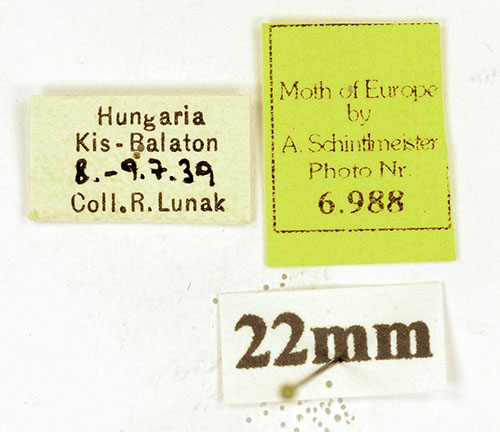 Hungaria
Kis-Balaton
8.-9.7.39
Coll. R. Lunak
Moth of Europe
by
A. Schintlmeister
Photo Nr.
6.988
22mm